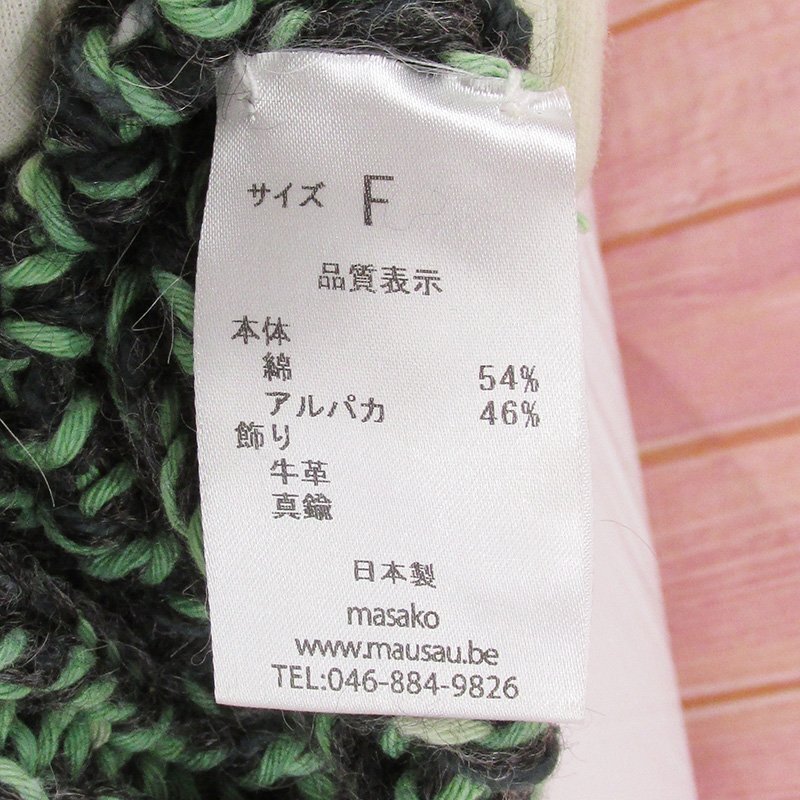 サイズ F
品質表示
本体
綿 54%
アルパカ 46%
飾り
牛革
真鍮
日本製
masako
www.mausau.be
TEL:046-884-9826